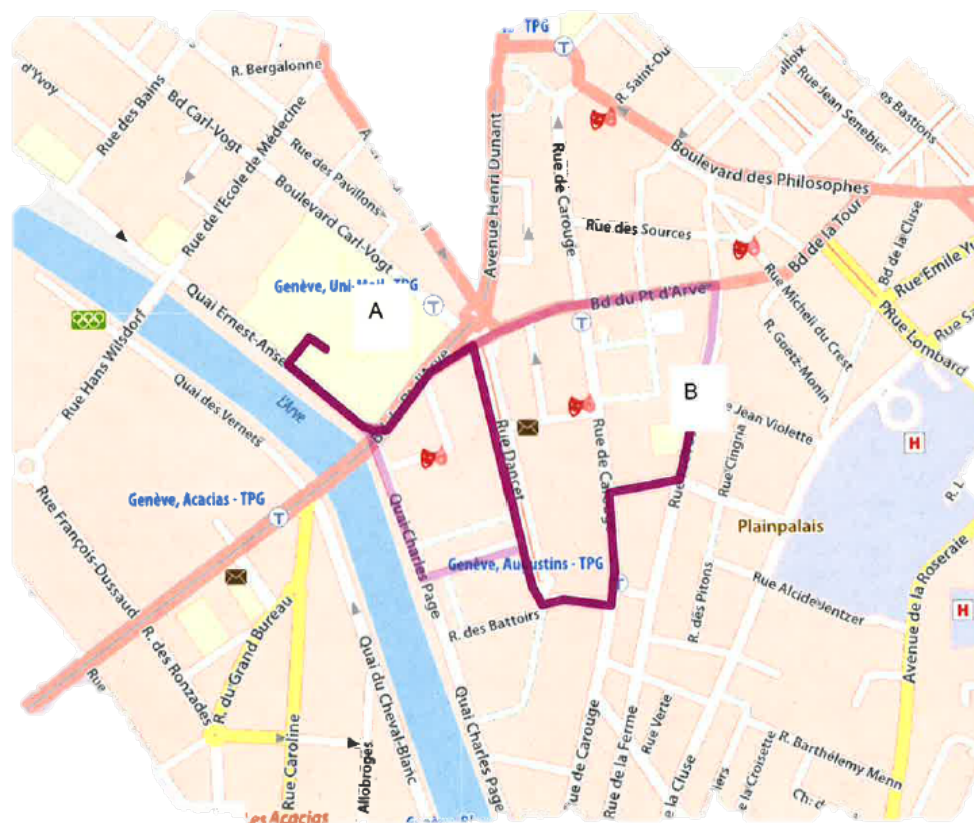 TPG
R. Bergalonne
d'Yvoy
Rue des Bains
Bd Carl-Vogt
Rue de l'Ecole de Médecine
Rue des Pavillons
Boulevard Carl-Vogt
Avenue Henri Dunant
Rue de Carouge
R. Saint-Ou
Rue Jean Senebier
es Bastions
Boulevard des Philosophes
Rue des Sources
Bd de la Tour
Bd de la Cluse
Rue Emile Yu
Rue Micheli du Crest
R. Goetz-Monin
Rue Lombard
Rue Sa
Genève, Uni-Mail - TPG
A
Bd du Pt d'Arve
Quai Ernest-Anse
L'Arve
Rue Hans Wilsdorf
Quai des Vernets
B
Rue Jean Violette
Rue Cingria
H
Rue Dancet
Rue de Carouge
Genève, Acacias - TPG
Rue François-Dussaud
Quai Charles Page
Plainpalais
R. L
Genève, Augustins - TPG
R. des Battoirs
R. des Pitons
Rue Alcide Jentzer
Avenue de la Roseraie
H
R. des Ronzades
R. du Grand Bureau
Rue
Rue Caroline
Allobroges
Quai du Cheval-Blanc
Quai Charles Page
Rue de Carouge
Rue de la Ferme
Rue Verte
e la Cluse
iers
e la Croisette
R. Barthélemy Menn
Ch. d
Les Acacias